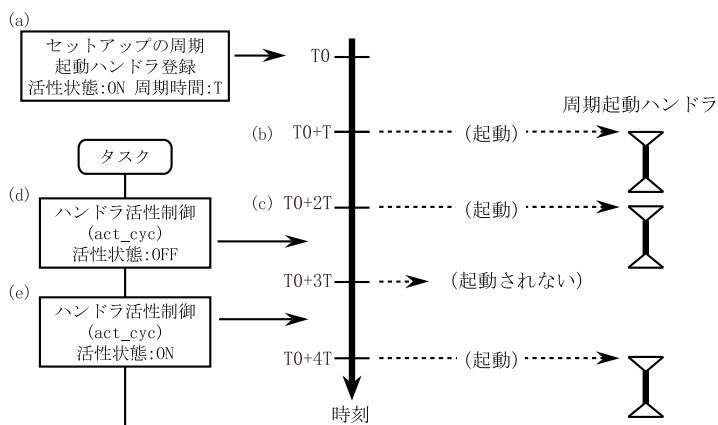 (a)
セットアップの周期
起動ハンドラ登録
活性状態:ON 周期時間:T
T0
周期起動ハンドラ
(b) T0+T (起動)
タスク
(c) T0+2T (起動)
(d)
ハンドラ活性制御
(act_cyc)
活性状態:OFF
T0+3T (起動されない)
(e)
ハンドラ活性制御
(act_cyc)
活性状態:ON
T0+4T (起動)
時刻